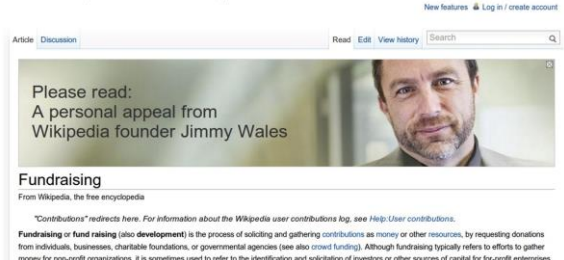 New features Log in / create account
Article Discussion Read Edit View history Search
Please read:
A personal appeal from
Wikipedia founder Jimmy Wales
Fundraising
From Wikipedia, the free encyclopedia
"Contributions" redirects here. For information about the Wikipedia user contributions log, see Help:User contributions.
Fundraising or fund raising (also development) is the process of soliciting and gathering contributions as money or other resources, by requesting donations
from individuals, businesses, charitable foundations, or governmental agencies (see also crowd funding). Although fundraising typically refers to efforts to gather
money for non-profit organizations, it is sometimes used to refer to the identification and solicitation of investors or other sources of capital for for-profit enterprises